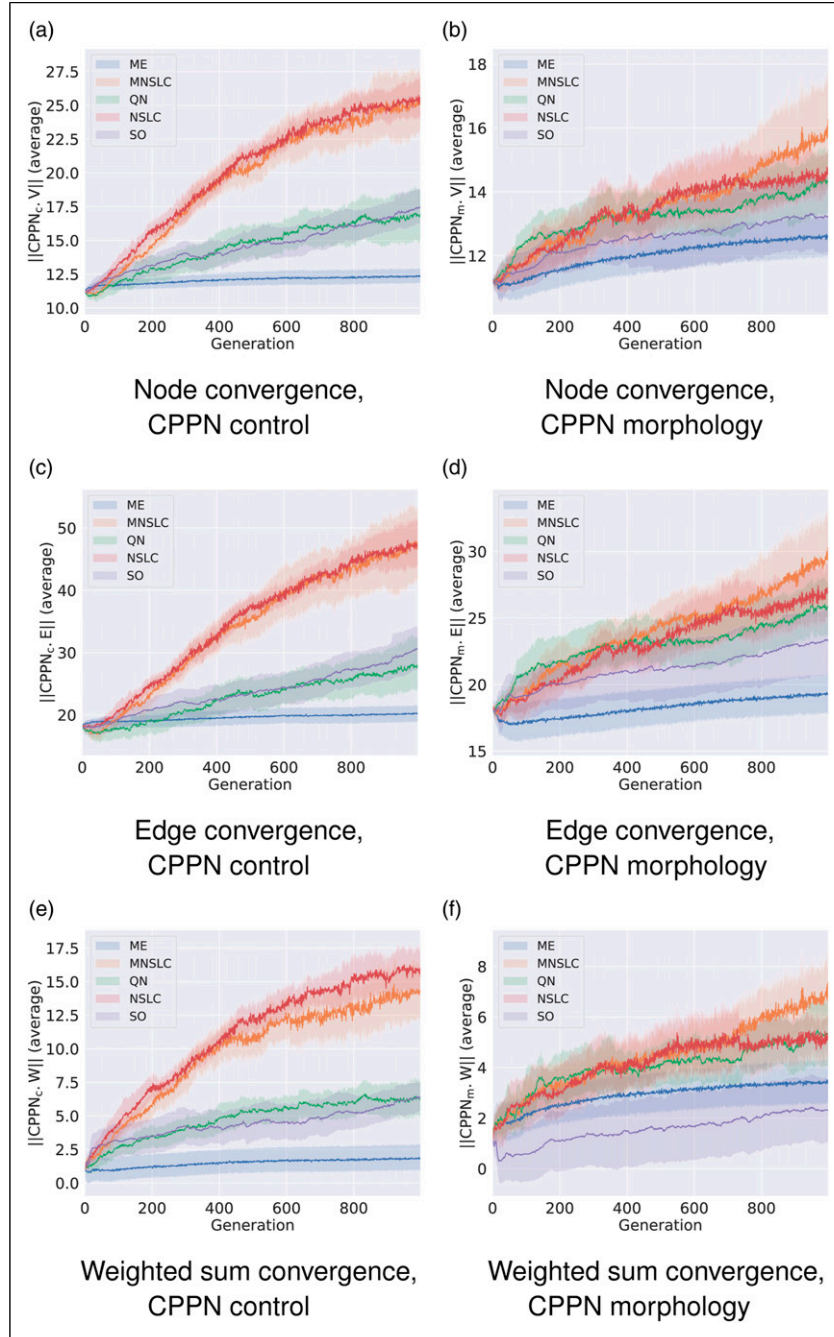 (a)
27.5
25.0
22.5
20.0
17.5
15.0
12.5
10.0
||CPPN_c. V|| (average)
ME
MNSLC
QN
NSLC
SO
0 200 400 600 800
Generation
Node convergence,
CPPN control
(b)
18
16
14
12
||CPPN_m. V|| (average)
ME
MNSLC
QN
NSLC
SO
0 200 400 600 800
Generation
Node convergence,
CPPN morphology
(c)
50
40
30
20
||CPPN_c. E|| (average)
ME
MNSLC
QN
NSLC
SO
0 200 400 600 800
Generation
Edge convergence,
CPPN control
(d)
30
25
20
15
||CPPN_m. E|| (average)
ME
MNSLC
QN
NSLC
SO
0 200 400 600 800
Generation
Edge convergence,
CPPN morphology
(e)
17.5
15.0
12.5
10.0
7.5
5.0
2.5
0.0
||CPPN_c. W|| (average)
ME
MNSLC
QN
NSLC
SO
0 200 400 600 800
Generation
Weighted sum convergence,
CPPN control
(f)
8
6
4
2
0
||CPPN_m. W|| (average)
ME
MNSLC
QN
NSLC
SO
0 200 400 600 800
Generation
Weighted sum convergence,
CPPN morphology